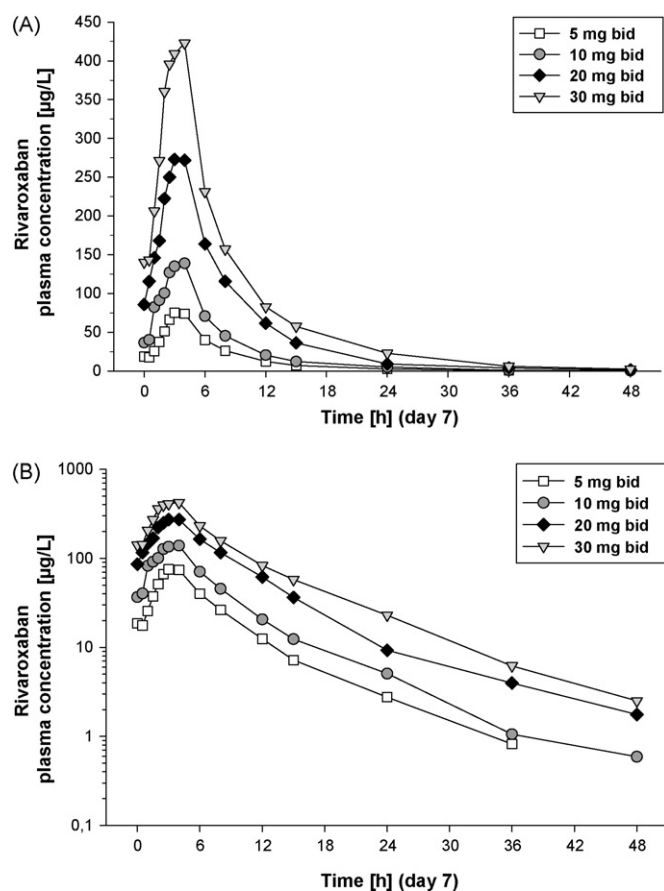 (A)
Rivaroxaban
plasma concentration [µg/L]
450
400
350
300
250
200
150
100
50
0
5 mg bid
10 mg bid
20 mg bid
30 mg bid
0 6 12 18 24 30 36 42 48
Time [h] (day 7)
(B)
Rivaroxaban
plasma concentration [µg/L]
1000
100
10
1
0,1
5 mg bid
10 mg bid
20 mg bid
30 mg bid
0 6 12 18 24 30 36 42 48
Time [h] (day 7)